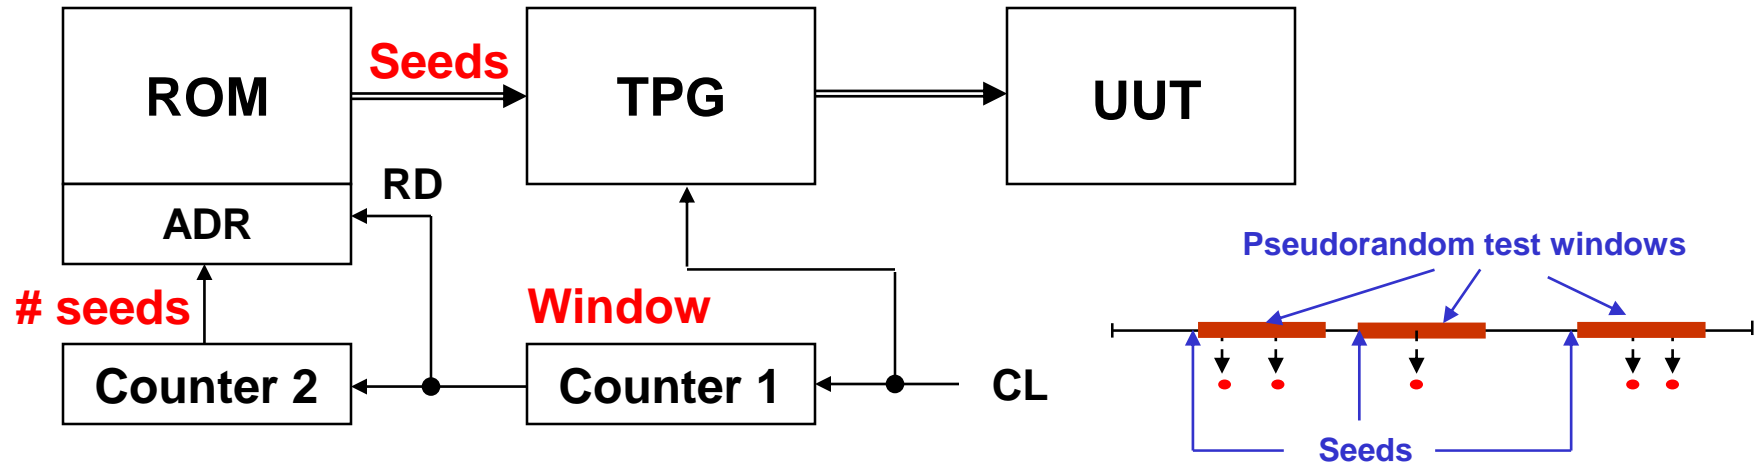 ROM
Seeds
TPG
UUT
RD
ADR
Pseudorandom test windows
# seeds
Window
Counter 2
Counter 1
CL
Seeds